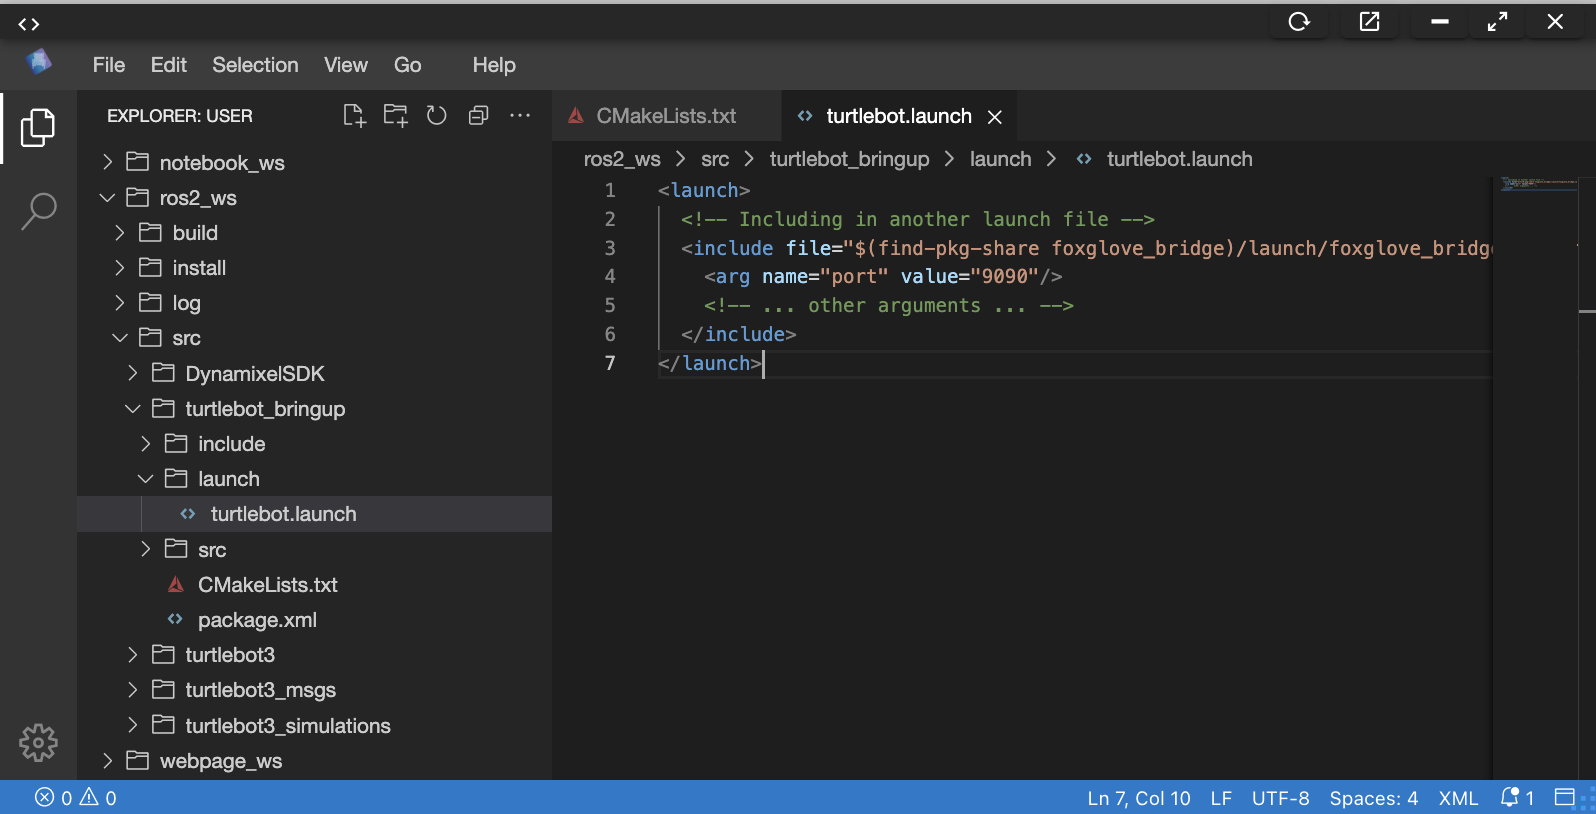 File Edit Selection View Go Help
EXPLORER: USER
notebook_ws
ros2_ws
build
install
log
src
DynamixelSDK
turtlebot_bringup
include
launch
turtlebot.launch
src
CMakeLists.txt
package.xml
turtlebot3
turtlebot3_msgs
turtlebot3_simulations
webpage_ws
CMakeLists.txt turtlebot.launch
ros2_ws > src > turtlebot_bringup > launch > turtlebot.launch
1 <launch>
2 <!-- Including in another launch file -->
3 <include file="$(find-pkg-share foxglove_bridge)/launch/foxglove_bridg
4 <arg name="port" value="9090"/>
5 <!-- ... other arguments ... -->
6 </include>
7 </launch>
0 0 Ln 7, Col 10 LF UTF-8 Spaces: 4 XML 1